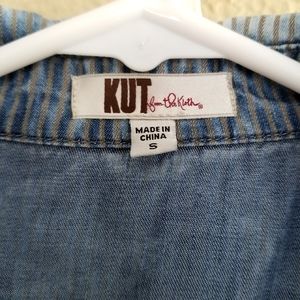 KUT from the Kloth®
MADE IN
CHINA
S